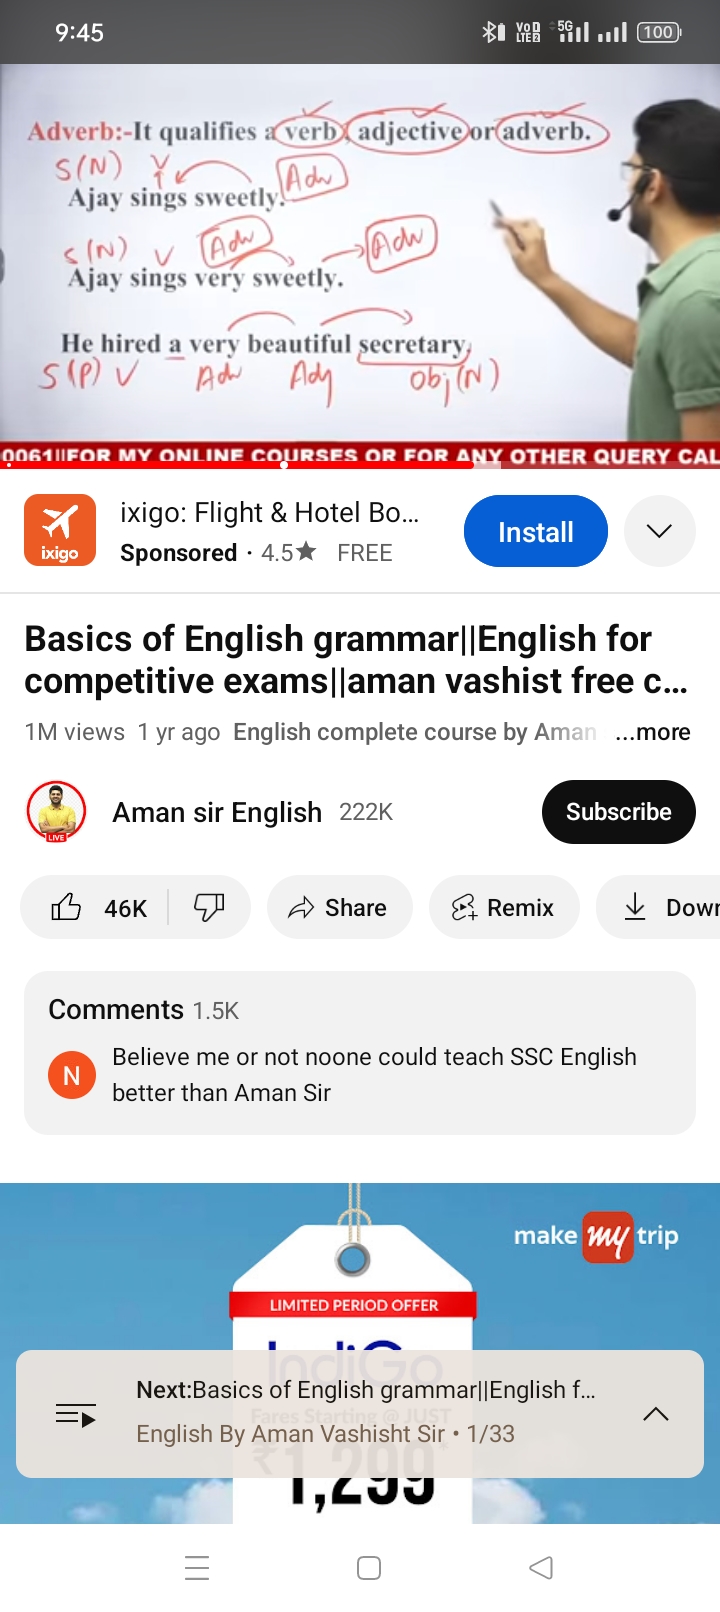 9:45
VoD
LTE2
5G
100
Adverb:-It qualifies a verb, adjective or adverb.
S(N) V Adv
Ajay sings sweetly.
S(N) V Adv Adv
Ajay sings very sweetly.
He hired a very beautiful secretary.
S(P) V Adv Adj Obj(N)
0061||FOR MY ONLINE COURSES OR FOR ANY OTHER QUERY CAL
ixigo
ixigo: Flight & Hotel Bo...
Sponsored · 4.5★ FREE
Install
Basics of English grammar||English for
competitive exams||aman vashist free c...
1M views 1 yr ago English complete course by Aman ...more
LIVE
Aman sir English 222K
Subscribe
46K
Share
Remix
Down
Comments 1.5K
N
Believe me or not noone could teach SSC English
better than Aman Sir
make my trip
LIMITED PERIOD OFFER
IndiGo
Fares Starting @ JUST
₹1,299*
Next:Basics of English grammar||English f...
English By Aman Vashisht Sir • 1/33